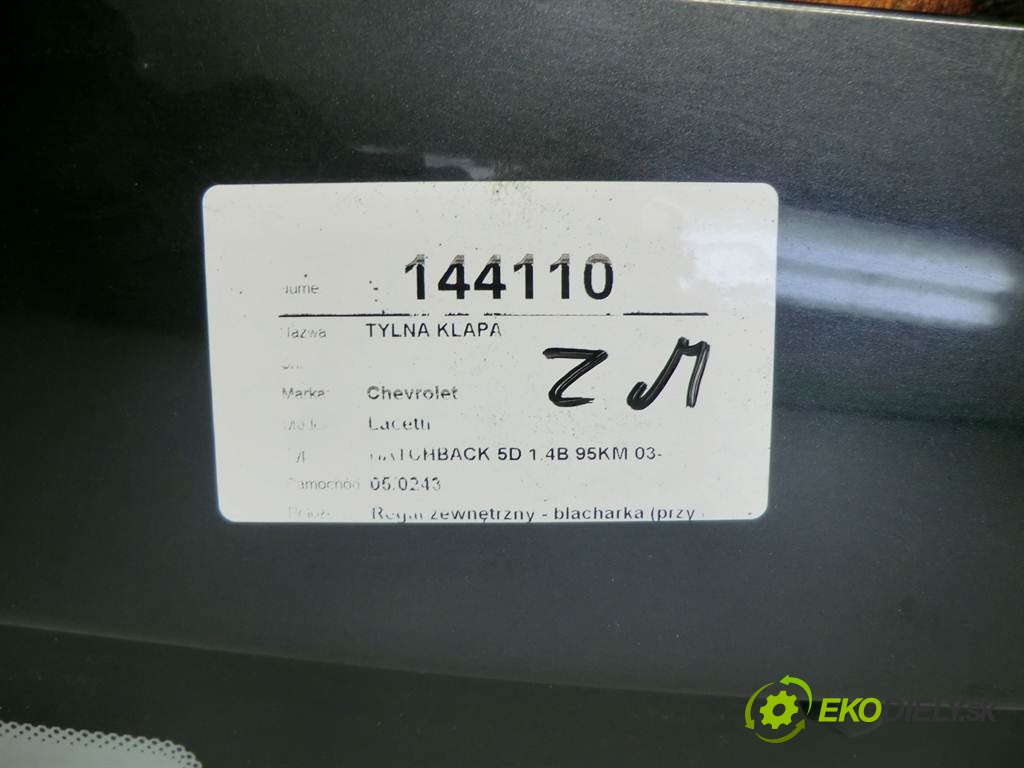 144110
TYLNA KLAPA
Marka: Chevrolet
Lacetti
HATCHBACK 5D 1.4B 95KM 03-
05/0243
Regał zewnętrzny - blacharka (przy
EKODIELY.SK